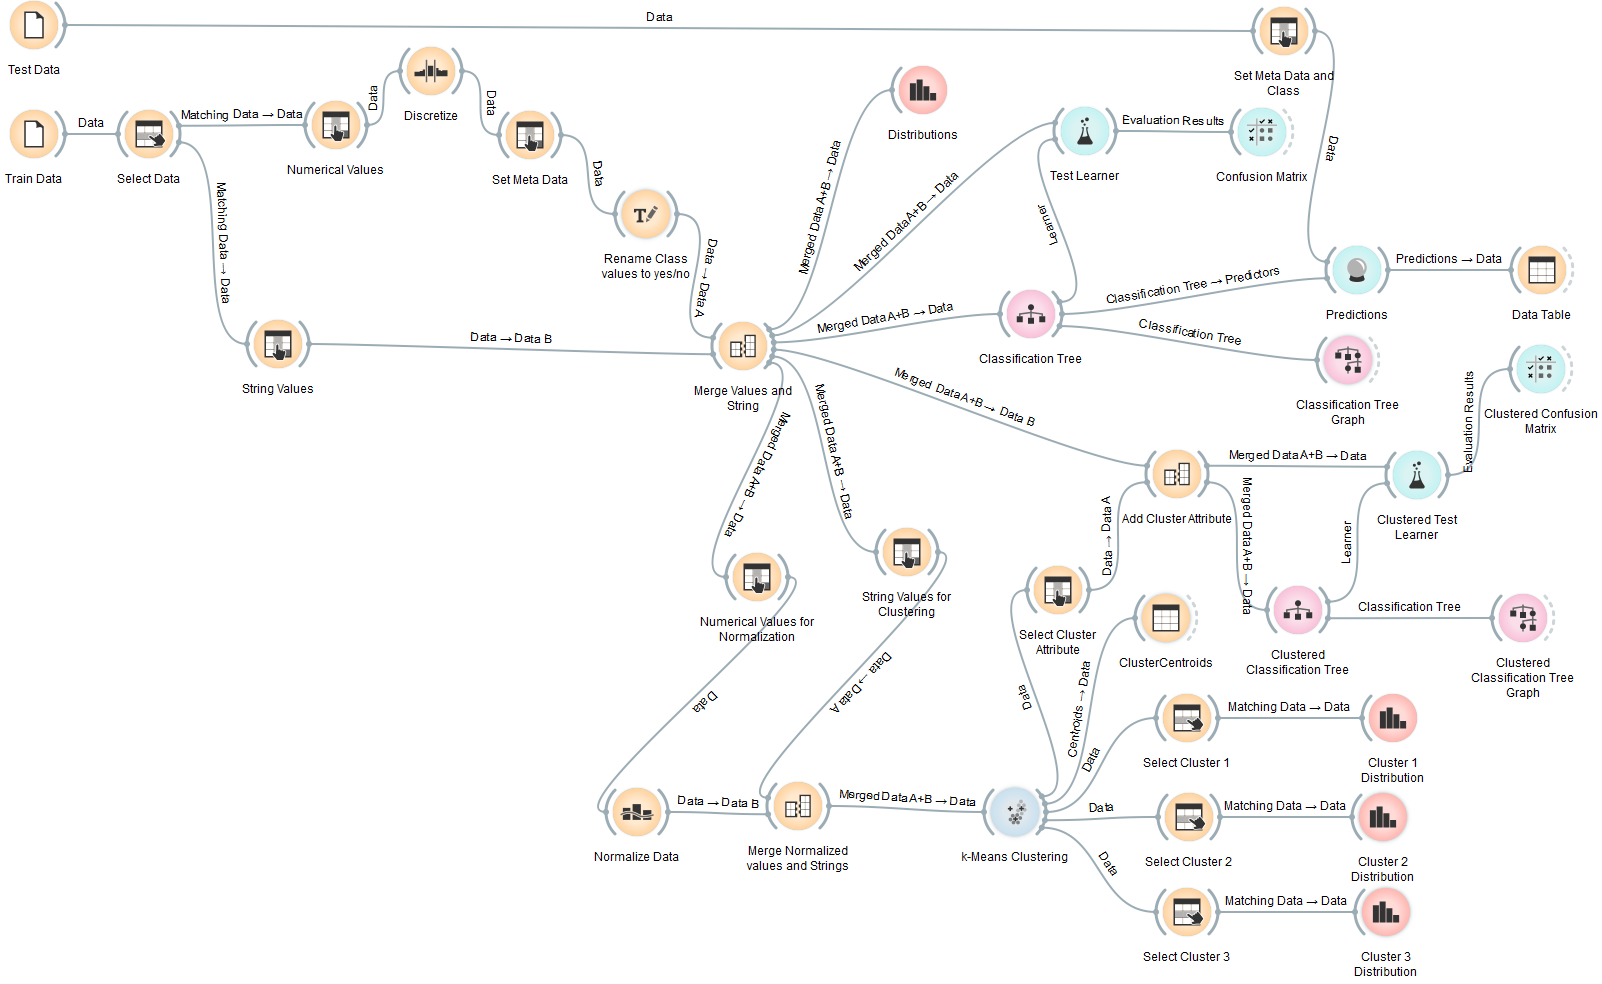 Data
Test Data
Set Meta Data and
Class
Data
Discretize
Data
Data
Distributions
Train Data
Data
Select Data
Matching Data → Data
Numerical Values
Set Meta Data
Data
Rename Class
values to yes/no
Data → Data A
Matching Data → Data
String Values
Data → Data B
Merge Values and
String
Merged Data A+B → Data
Merged Data A+B → Data
Test Learner
Evaluation Results
Confusion Matrix
Learner
Data
Merged Data A+B → Data
Classification Tree
Classification Tree → Predictors
Predictions
Predictions → Data
Data Table
Classification Tree
Classification Tree
Graph
Merged Data A+B → Data B
Merged Data A+B → Data
Merged Data A+B → Data
Evaluation Results
Clustered Confusion
Matrix
Add Cluster Attribute
Merged Data A+B → Data
Clustered Test
Learner
Data → Data A
Merged Data A+B → Data
Learner
Numerical Values for
Normalization
String Values for
Clustering
Select Cluster
Attribute
ClusterCentroids
Clustered
Classification Tree
Classification Tree
Clustered
Classification Tree
Graph
Data
Data → Data A
Data
Centroids → Data
Data
Select Cluster 1
Matching Data → Data
Cluster 1
Distribution
Normalize Data
Data → Data B
Merge Normalized
values and Strings
Merged Data A+B → Data
k-Means Clustering
Data
Select Cluster 2
Matching Data → Data
Cluster 2
Distribution
Data
Select Cluster 3
Matching Data → Data
Cluster 3
Distribution